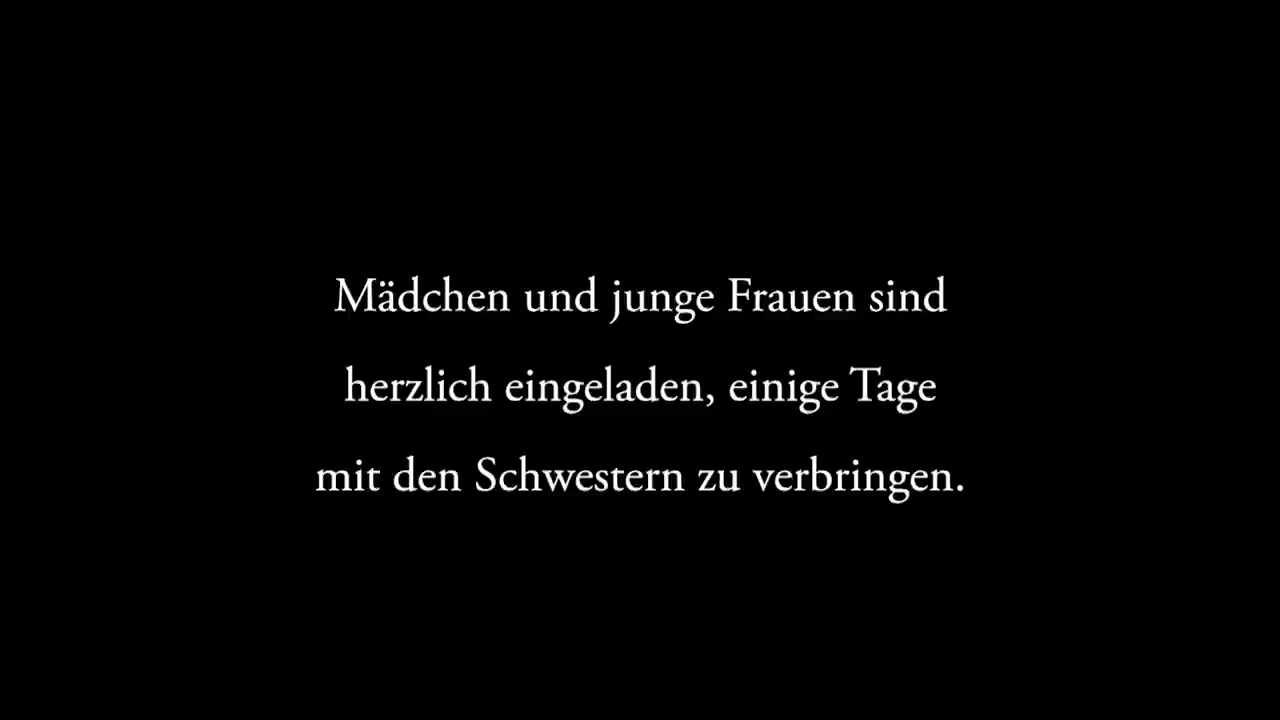 Mädchen und junge Frauen sind
herzlich eingeladen, einige Tage
mit den Schwestern zu verbringen.